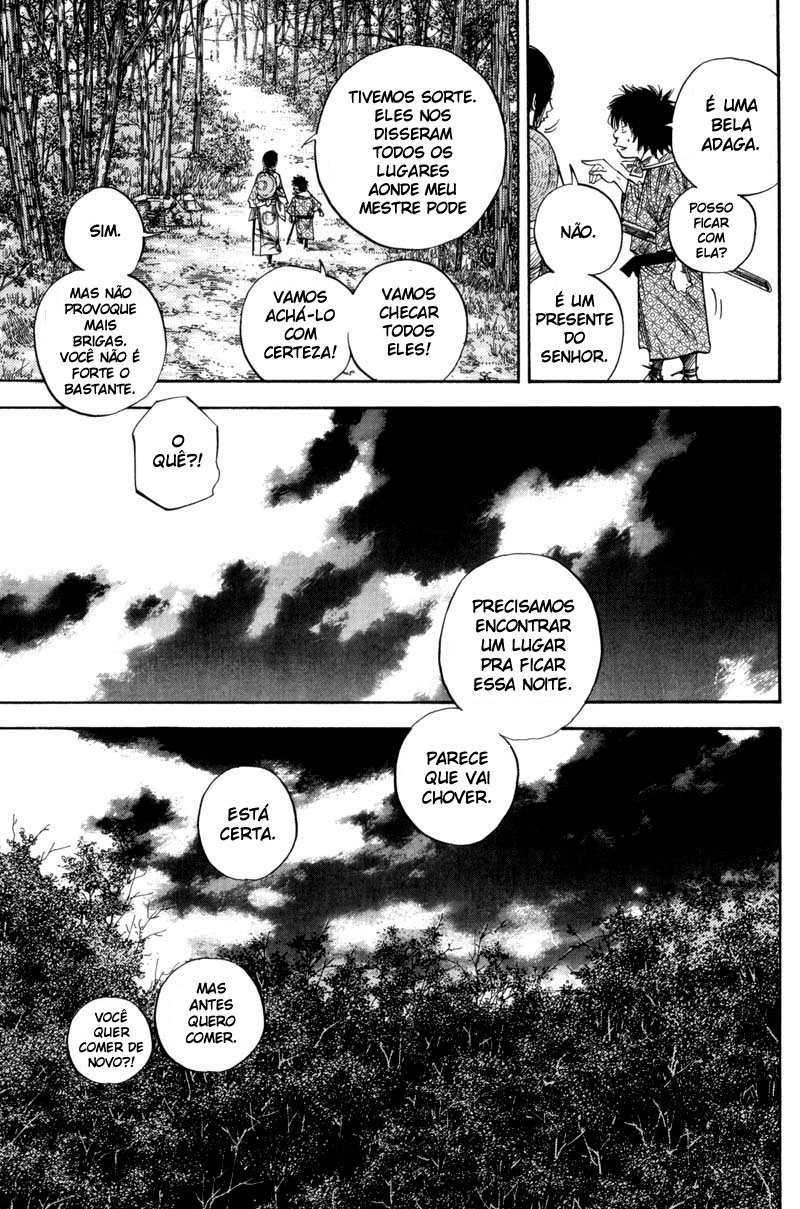 É UMA
BELA
ADAGA.
POSSO
FICAR
COM
ELA?
NÃO.
É UM
PRESENTE
DO
SENHOR.
TIVEMOS SORTE.
ELES NOS
DISSERAM
TODOS OS
LUGARES
AONDE MEU
MESTRE PODE
VAMOS
CHECAR
TODOS
ELES!
VAMOS
ACHÁ-LO
COM
CERTEZA!
SIM.
MAS NÃO
PROVOQUE
MAIS
BRIGAS.
VOCÊ NÃO É
FORTE O
BASTANTE.
O
QUÊ?!
PRECISAMOS
ENCONTRAR
UM LUGAR
PRA FICAR
ESSA NOITE.
PARECE
QUE VAI
CHOVER.
ESTÁ
CERTA.
MAS
ANTES
QUERO
COMER.
VOCÊ
QUER
COMER DE
NOVO?!